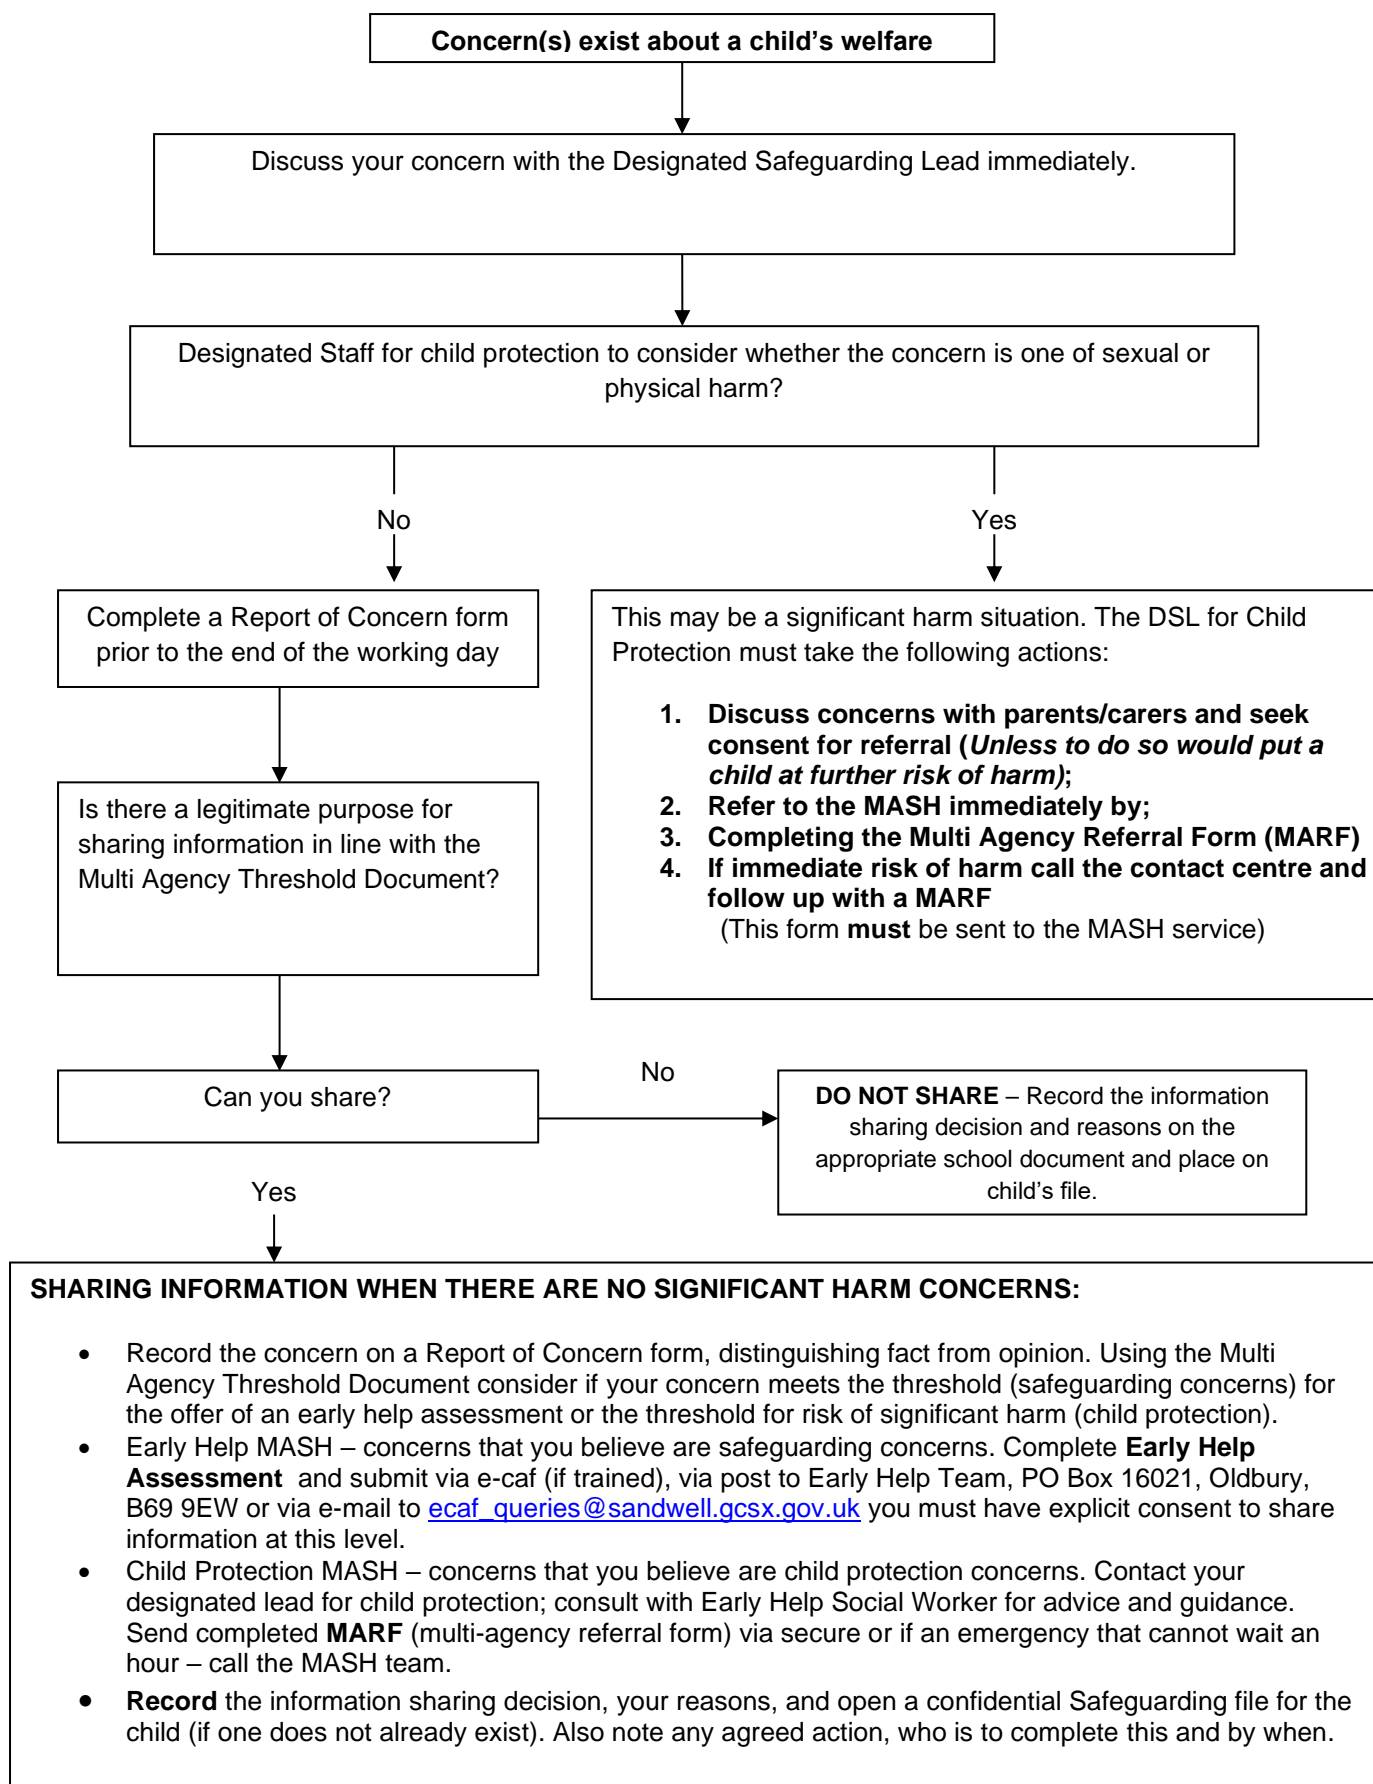 Concern(s) exist about a child's welfare
Discuss your concern with the Designated Safeguarding Lead immediately.
Designated Staff for child protection to consider whether the concern is one of sexual or
physical harm?
No
Yes
Complete a Report of Concern form
prior to the end of the working day
This may be a significant harm situation. The DSL for Child
Protection must take the following actions:
1. Discuss concerns with parents/carers and seek
consent for referral (Unless to do so would put a
child at further risk of harm);
2. Refer to the MASH immediately by;
3. Completing the Multi Agency Referral Form (MARF)
4. If immediate risk of harm call the contact centre and
follow up with a MARF
(This form must be sent to the MASH service)
Is there a legitimate purpose for
sharing information in line with the
Multi Agency Threshold Document?
Can you share?
No
DO NOT SHARE – Record the information
sharing decision and reasons on the
appropriate school document and place on
child's file.
Yes
SHARING INFORMATION WHEN THERE ARE NO SIGNIFICANT HARM CONCERNS:
• Record the concern on a Report of Concern form, distinguishing fact from opinion. Using the Multi
Agency Threshold Document consider if your concern meets the threshold (safeguarding concerns) for
the offer of an early help assessment or the threshold for risk of significant harm (child protection).
• Early Help MASH – concerns that you believe are safeguarding concerns. Complete Early Help
Assessment and submit via e-caf (if trained), via post to Early Help Team, PO Box 16021, Oldbury,
B69 9EW or via e-mail to ecaf_queries@sandwell.gcsx.gov.uk you must have explicit consent to share
information at this level.
• Child Protection MASH – concerns that you believe are child protection concerns. Contact your
designated lead for child protection; consult with Early Help Social Worker for advice and guidance.
Send completed MARF (multi-agency referral form) via secure or if an emergency that cannot wait an
hour – call the MASH team.
• Record the information sharing decision, your reasons, and open a confidential Safeguarding file for the
child (if one does not already exist). Also note any agreed action, who is to complete this and by when.